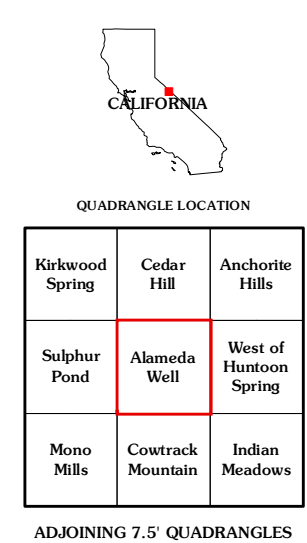 CALIFORNIA
QUADRANGLE LOCATION
Kirkwood
Spring
Cedar
Hill
Anchorite
Hills
Sulphur
Pond
Alameda
Well
West of
Huntoon
Spring
Mono
Mills
Cowtrack
Mountain
Indian
Meadows
ADJOINING 7.5' QUADRANGLES